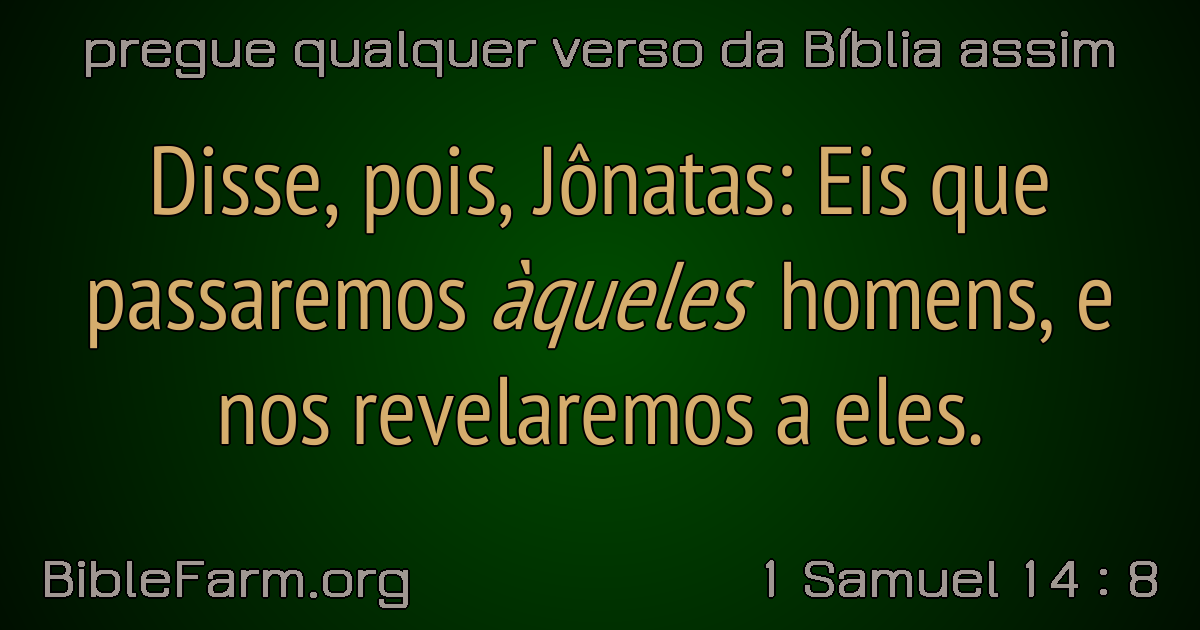 pregue qualquer verso da Bíblia assim
Disse, pois, Jônatas: Eis que
passaremos àqueles homens, e
nos revelaremos a eles.
BibleFarm.org
1 Samuel 14 : 8